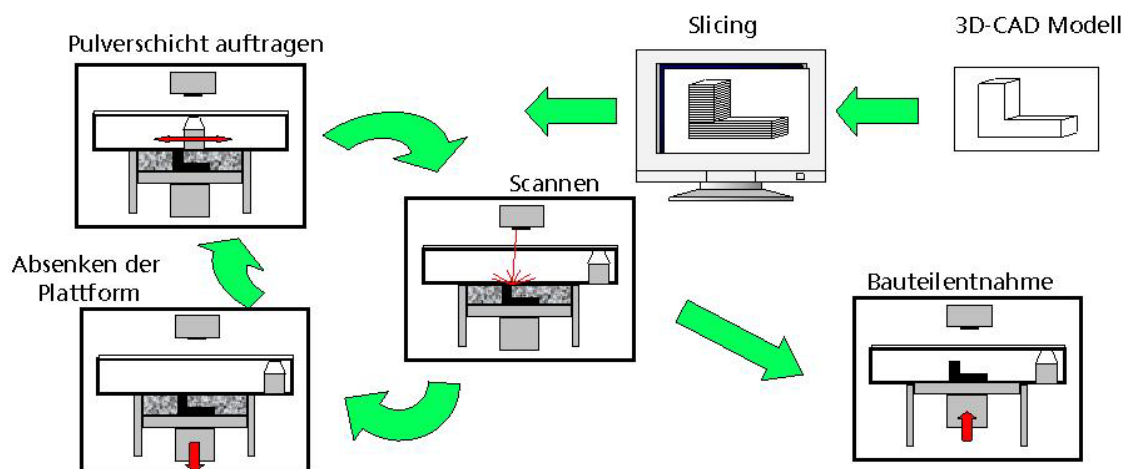 Pulverschicht auftragen
Slicing
3D-CAD Modell
Scannen
Absenken der
Plattform
Bauteilentnahme